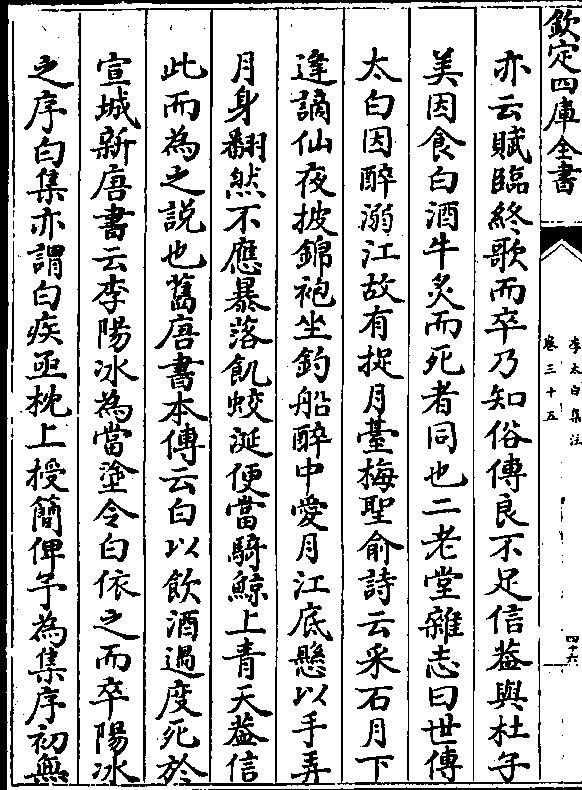 欽定四庫全書
李太白集注
卷三十五
四十六
亦云賦臨終歌而卒乃知俗傳良不足信葢與杜子
美因食白酒牛炙而死者同也二老堂雜志曰世傳
太白因醉溺江故有捉月臺梅聖俞詩云采石月下
逢謫仙夜披錦袍坐釣船醉中愛月江底懸以手弄
月身翻然不應暴落飢蛟涎便當騎鯨上青天葢信
此而為之說也舊唐書本傳云白以飲酒過度死於
宣城新唐書云李陽冰為當塗令白依之而卒陽冰
之序白集亦謂白疾亟枕上授簡俾予為集序初無